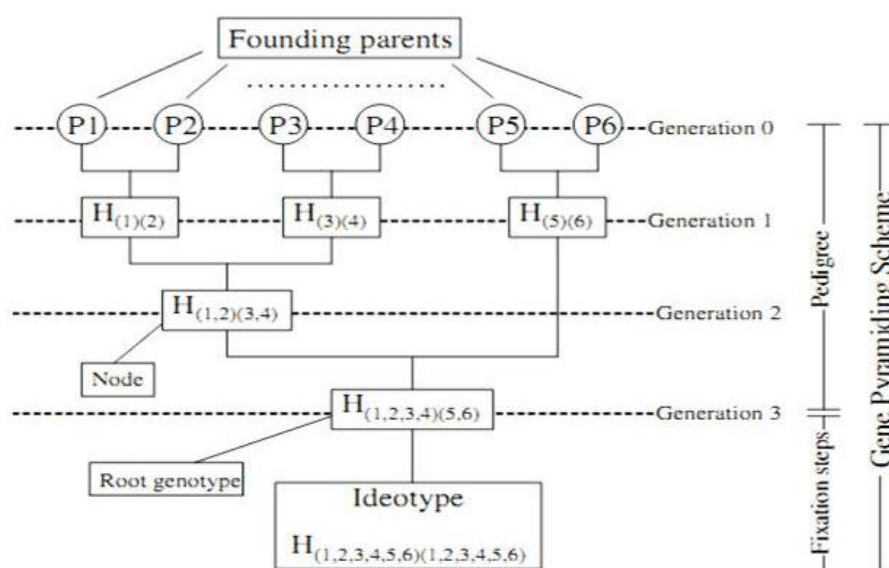 Founding parents
P1 P2 P3 P4 P5 P6 Generation 0
H(1)(2) H(3)(4) H(5)(6) Generation 1
H(1,2)(3,4) Generation 2
Node
H(1,2,3,4)(5,6) Generation 3
Root genotype
Ideotype
H(1,2,3,4,5,6)(1,2,3,4,5,6)
Pedigree
Fixation steps
Gene Pyramiding Scheme